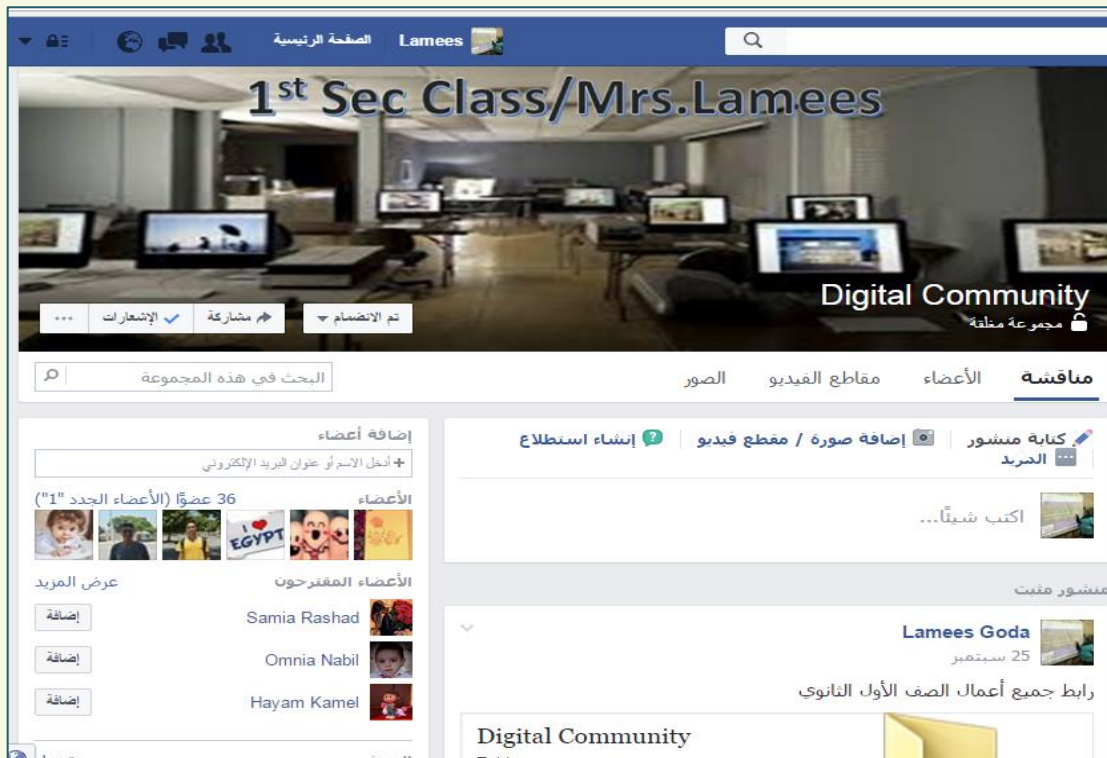 Lamees الصفحة الرئيسية
1st Sec Class/Mrs.Lamees
Digital Community
مجموعة مغلقة
تم الانضمام
مشاركة
الإشعارات
مناقشة الأعضاء مقاطع الفيديو الصور
البحث في هذه المجموعة
كتابة منشور إضافة صورة / مقطع فيديو إنشاء استطلاع
المزيد
اكتب شيئًا...
منشور مثبت
Lamees Goda
25 سبتمبر
رابط جميع أعمال الصف الأول الثانوي
Digital Community
إضافة أعضاء
+ أدخل الاسم أو عنوان البريد الإلكتروني
الأعضاء 36 عضوًا (الأعضاء الجدد "1")
I EGYPT
الأعضاء المقترحون عرض المزيد
Samia Rashad إضافة
Omnia Nabil إضافة
Hayam Kamel إضافة